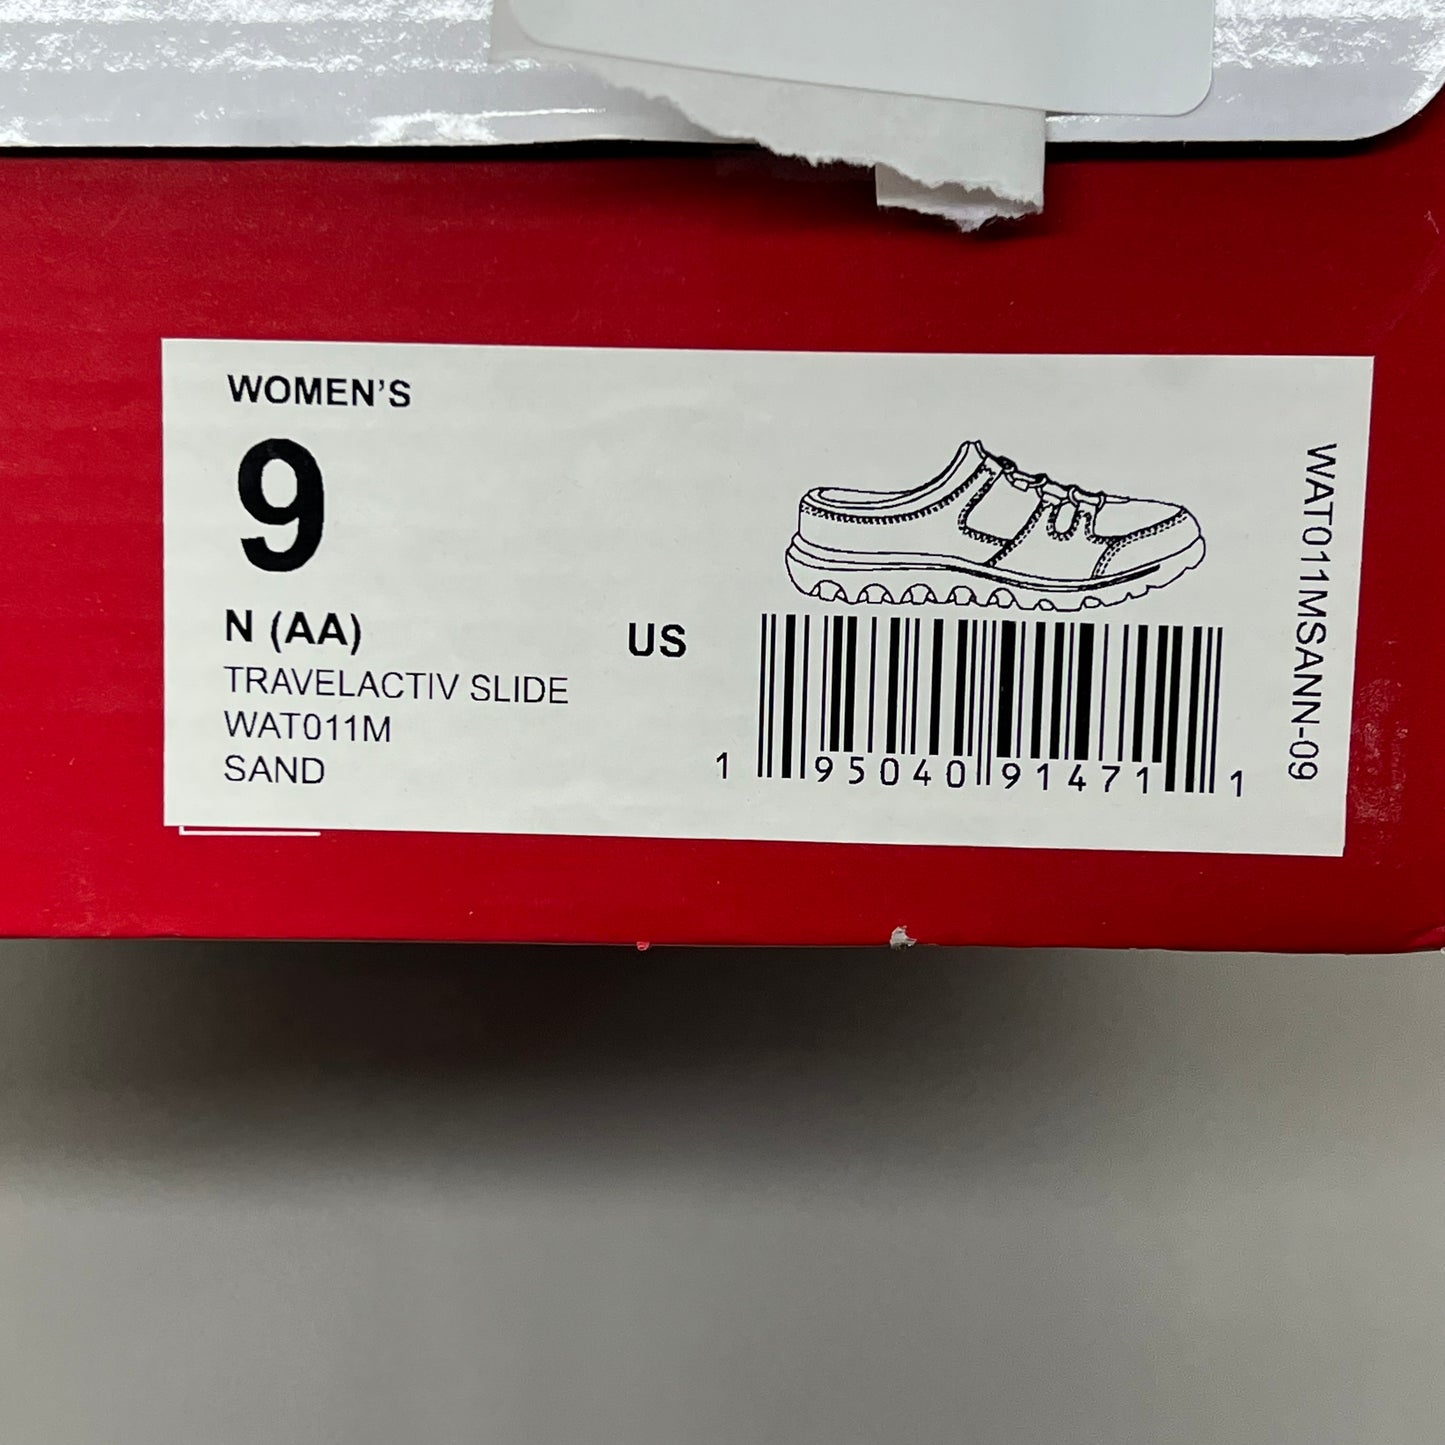 WOMEN'S
9
N (AA)
US
TRAVELACTIV SLIDE
WAT011M
SAND
1 95040 91471 1
WAT011MSANN-09